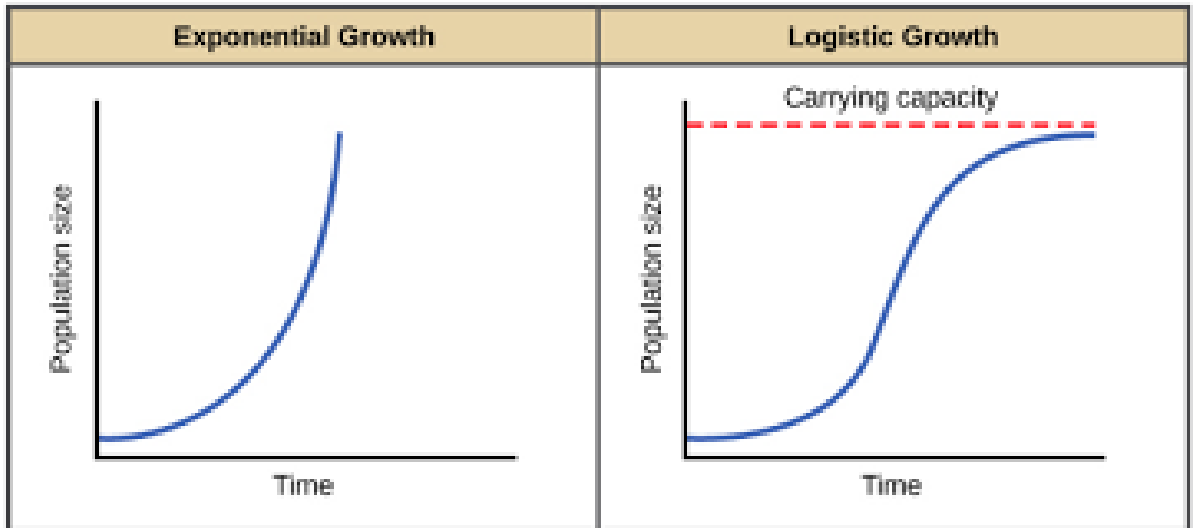 Exponential Growth
Population size
Time
Logistic Growth
Carrying capacity
Population size
Time